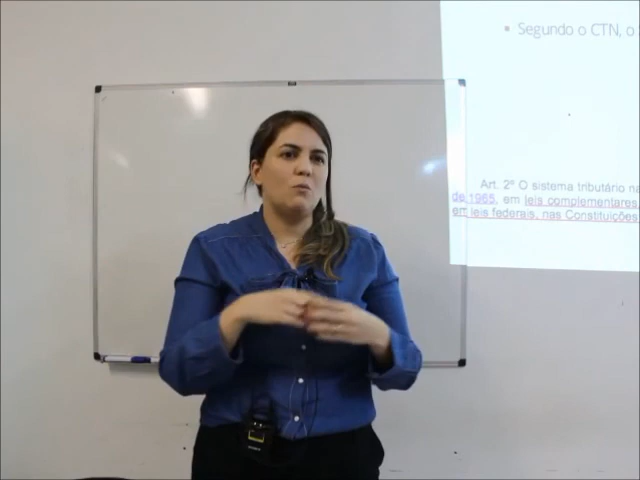 ▪ Segundo o CTN, o
Art. 2º O sistema tributário na
de 1965, em leis complementares,
em leis federais, nas Constituições